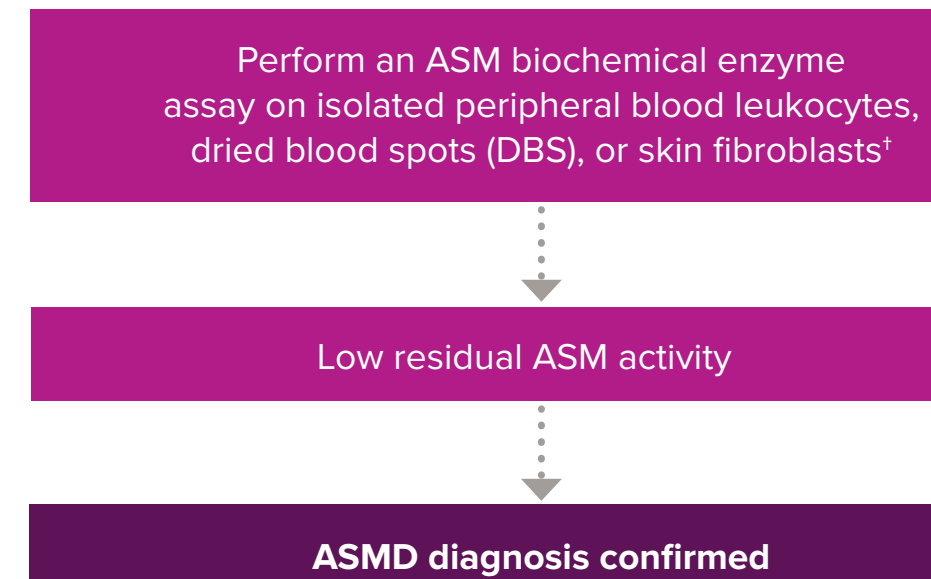 Perform an ASM biochemical enzyme
assay on isolated peripheral blood leukocytes,
dried blood spots (DBS), or skin fibroblasts†
Low residual ASM activity
ASMD diagnosis confirmed